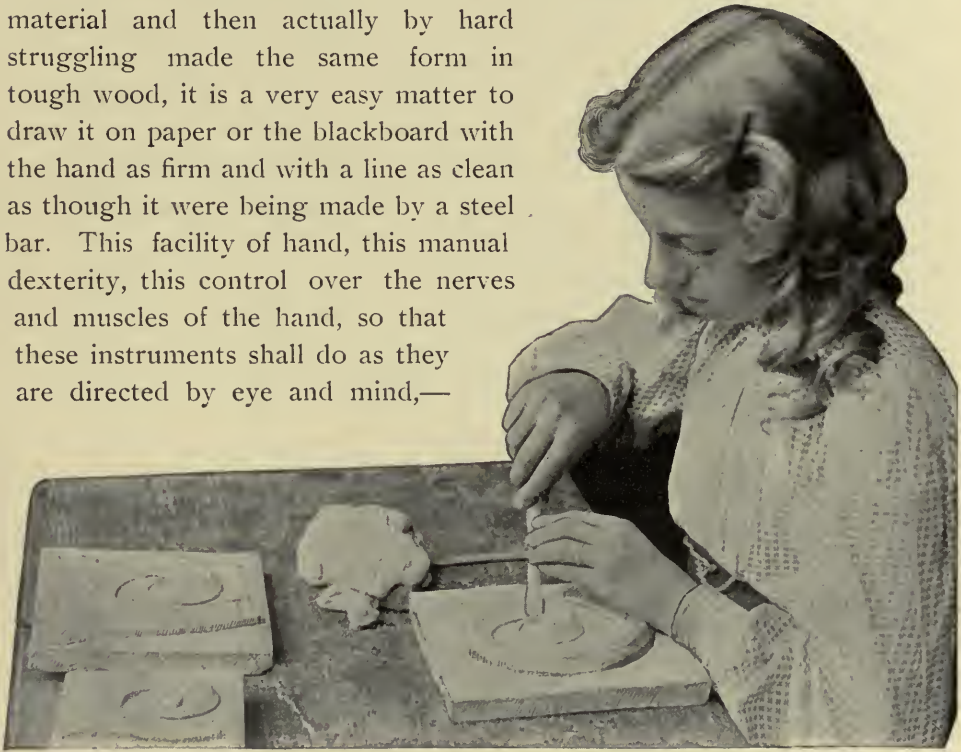 material and then actually by hard
struggling made the same form in
tough wood, it is a very easy matter to
draw it on paper or the blackboard with
the hand as firm and with a line as clean
as though it were being made by a steel
bar. This facility of hand, this manual
dexterity, this control over the nerves
and muscles of the hand, so that
these instruments shall do as they
are directed by eye and mind,—